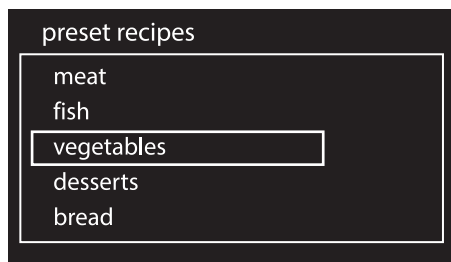 preset recipes
meat
fish
vegetables
desserts
bread